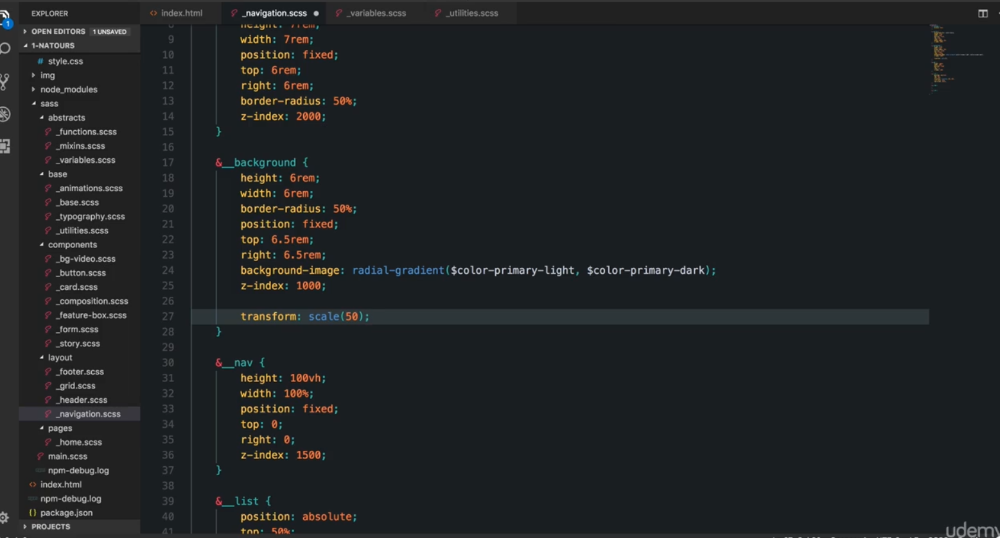 EXPLORER
OPEN EDITORS 1 UNSAVED
1-NATOURS
# style.css
img
node_modules
sass
abstracts
_functions.scss
_mixins.scss
_variables.scss
base
_animations.scss
_base.scss
_typography.scss
_utilities.scss
components
_bg-video.scss
_button.scss
_card.scss
_composition.scss
_feature-box.scss
_form.scss
_story.scss
layout
_footer.scss
_grid.scss
_header.scss
_navigation.scss
pages
_home.scss
main.scss
npm-debug.log
<> index.html
npm-debug.log
{} package.json
PROJECTS
1
<> index.html
_navigation.scss
_variables.scss
_utilities.scss
8 height: 7rem;
9 width: 7rem;
10 position: fixed;
11 top: 6rem;
12 right: 6rem;
13 border-radius: 50%;
14 z-index: 2000;
15 }
16
17 &__background {
18 height: 6rem;
19 width: 6rem;
20 border-radius: 50%;
21 position: fixed;
22 top: 6.5rem;
23 right: 6.5rem;
24 background-image: radial-gradient($color-primary-light, $color-primary-dark);
25 z-index: 1000;
26
27 transform: scale(50);
28 }
29
30 &__nav {
31 height: 100vh;
32 width: 100%;
33 position: fixed;
34 top: 0;
35 right: 0;
36 z-index: 1500;
37 }
38
39 &__list {
40 position: absolute;
41 top: 50%;
udemy